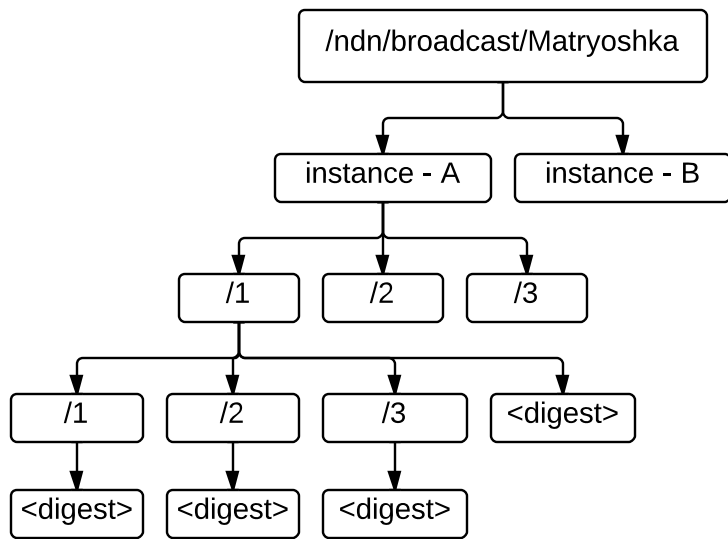 /ndn/broadcast/Matryoshka
instance - A
instance - B
/1
/2
/3
/1
/2
/3
<digest>
<digest>
<digest>
<digest>